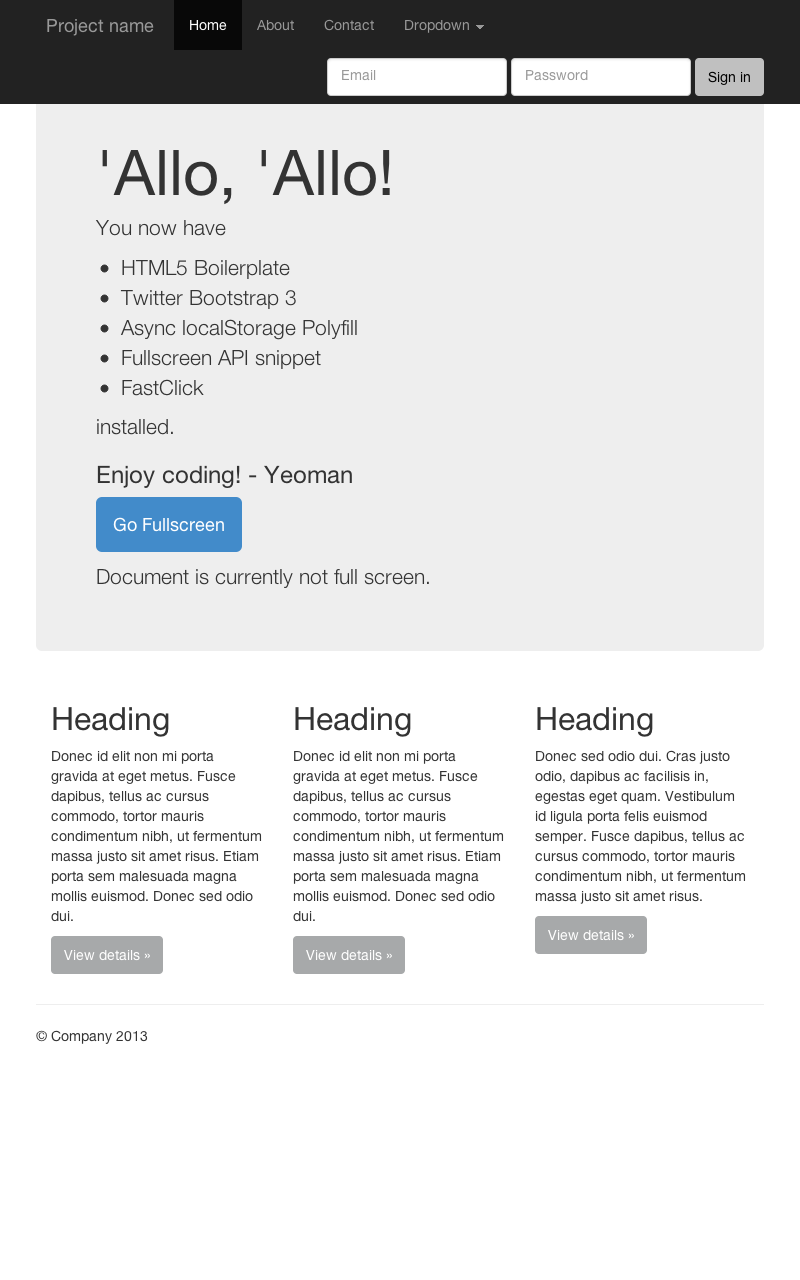 Project name Home About Contact Dropdown
Email Password Sign in
'Allo, 'Allo!
You now have
HTML5 Boilerplate
Twitter Bootstrap 3
Async localStorage Polyfill
Fullscreen API snippet
FastClick
installed.
Enjoy coding! - Yeoman
Go Fullscreen
Document is currently not full screen.
Heading
Donec id elit non mi porta
gravida at eget metus. Fusce
dapibus, tellus ac cursus
commodo, tortor mauris
condimentum nibh, ut fermentum
massa justo sit amet risus. Etiam
porta sem malesuada magna
mollis euismod. Donec sed odio
dui.
View details »
Heading
Donec id elit non mi porta
gravida at eget metus. Fusce
dapibus, tellus ac cursus
commodo, tortor mauris
condimentum nibh, ut fermentum
massa justo sit amet risus. Etiam
porta sem malesuada magna
mollis euismod. Donec sed odio
dui.
View details »
Heading
Donec sed odio dui. Cras justo
odio, dapibus ac facilisis in,
egestas eget quam. Vestibulum
id ligula porta felis euismod
semper. Fusce dapibus, tellus ac
cursus commodo, tortor mauris
condimentum nibh, ut fermentum
massa justo sit amet risus.
View details »
© Company 2013